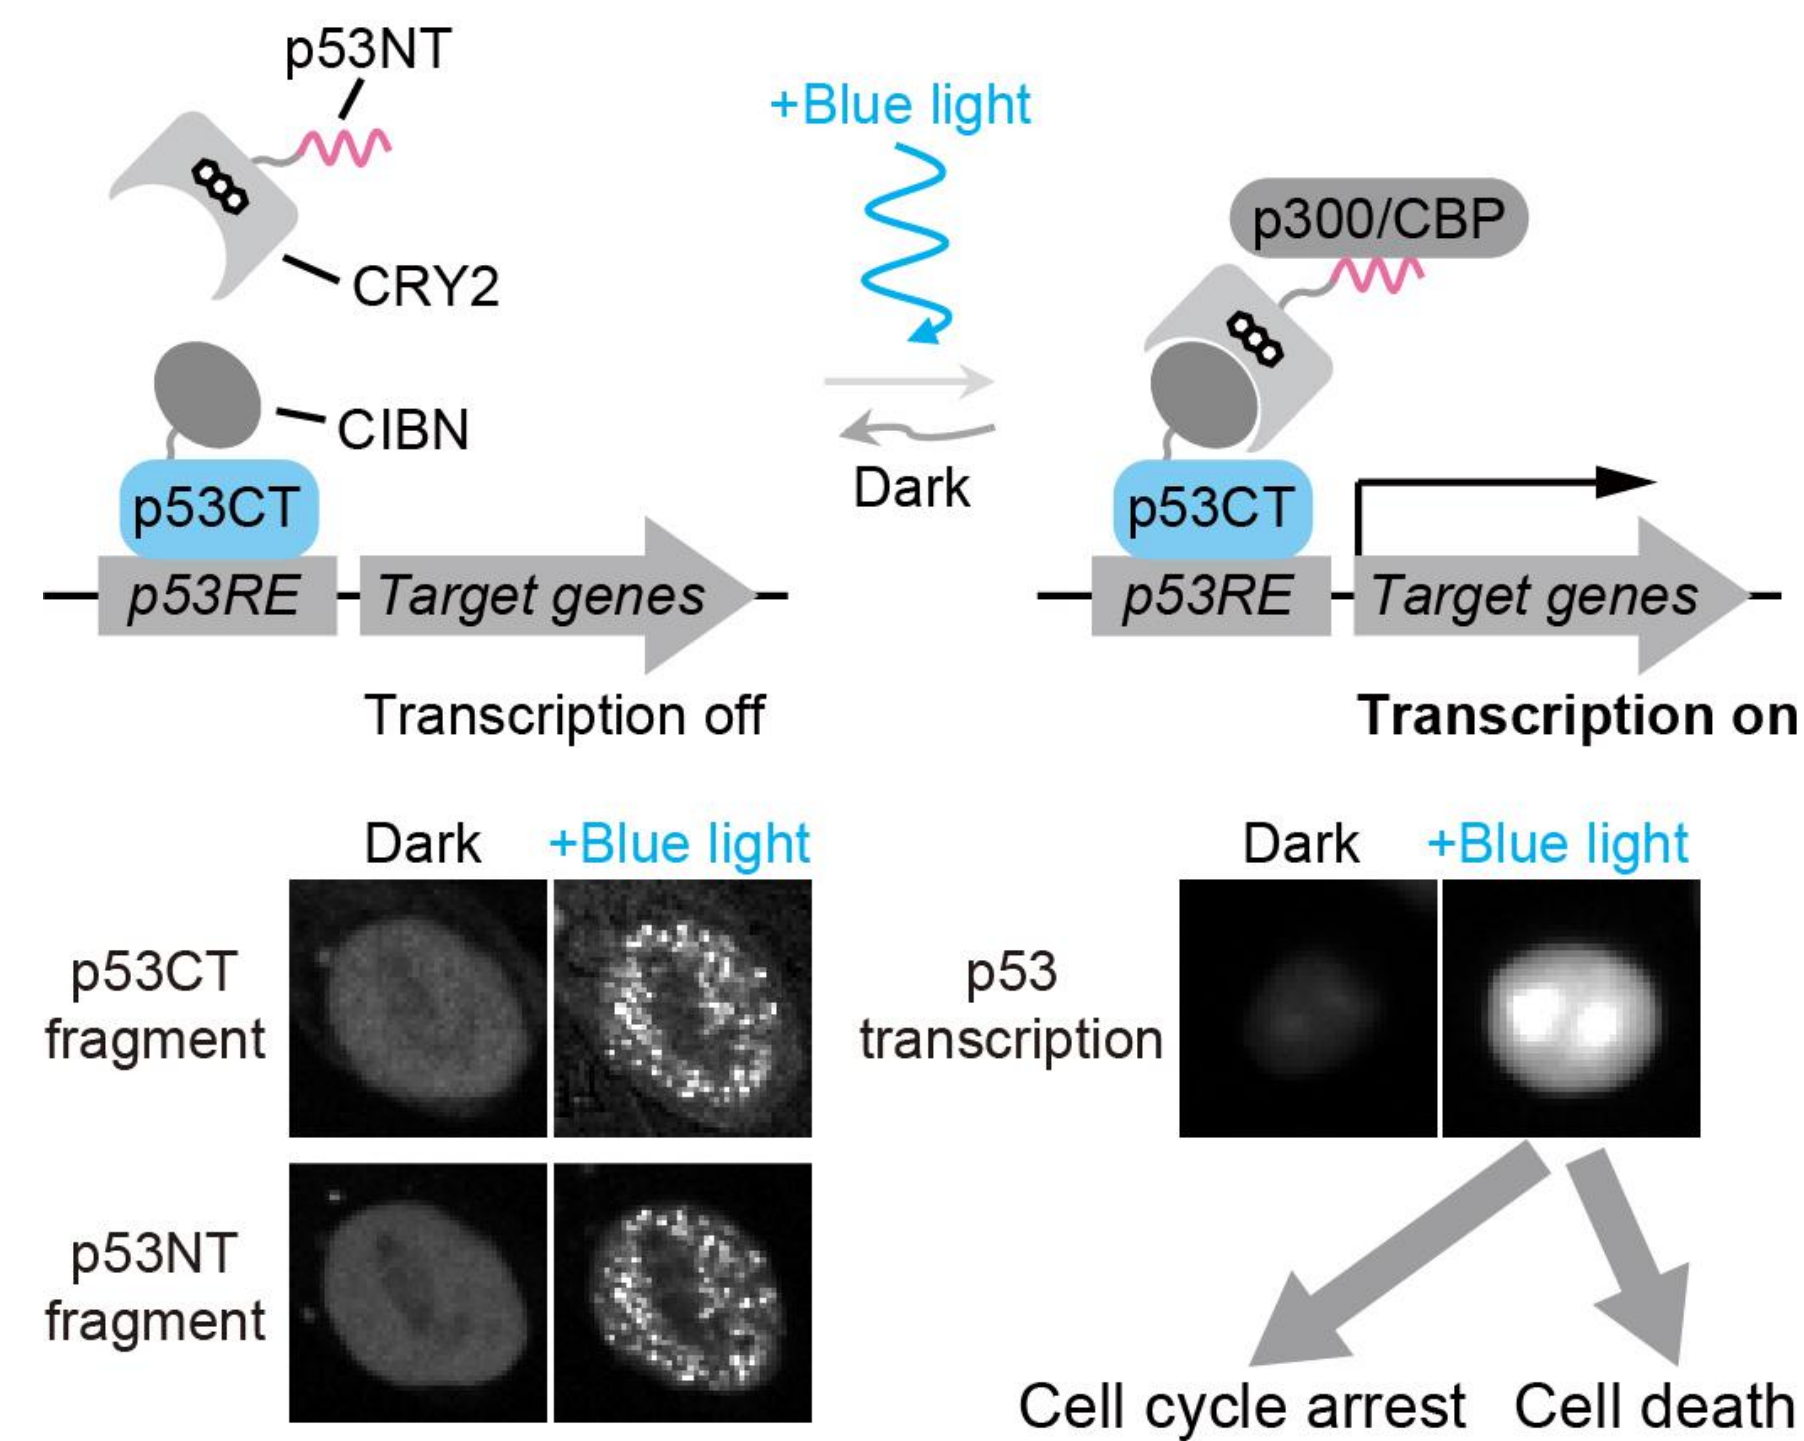 p53NT
CRY2
CIBN
p53CT
p53RE
Target genes
Transcription off
+Blue light
Dark
p300/CBP
p53CT
p53RE
Target genes
Transcription on
Dark
+Blue light
p53CT
fragment
p53NT
fragment
Dark
+Blue light
p53
transcription
Cell cycle arrest
Cell death